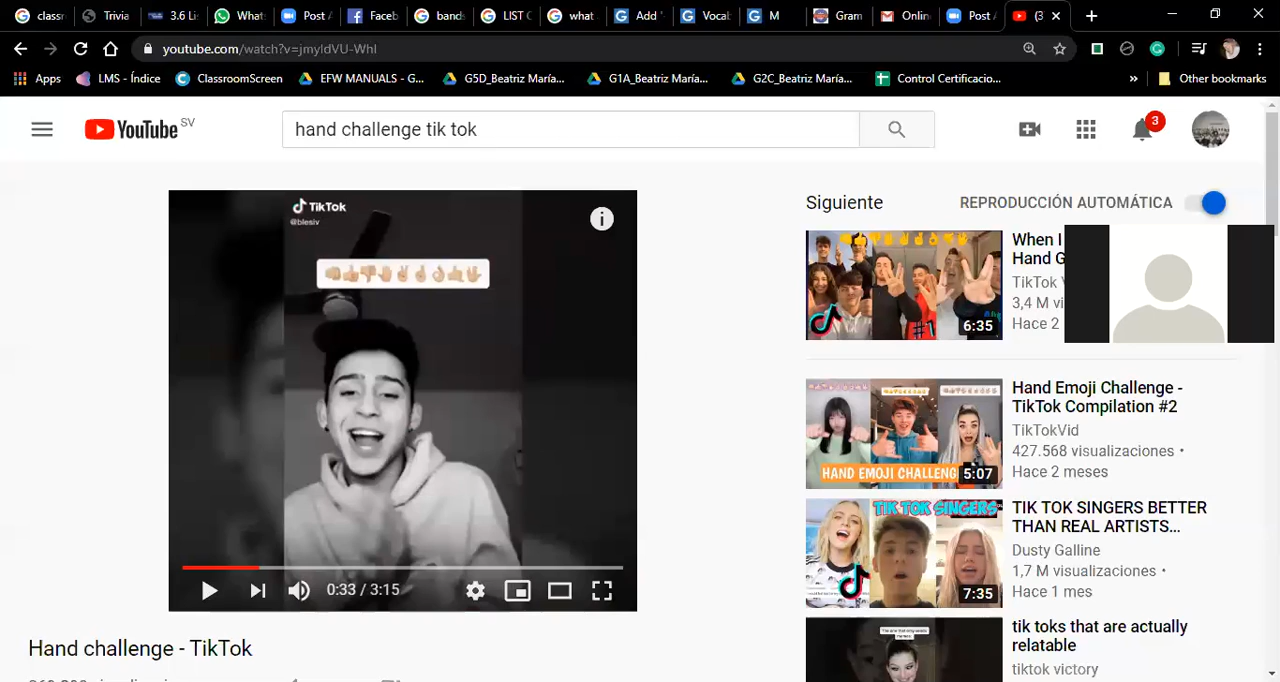 classr
Trivia
3.6 Li
What
Post A
Faceb
bands
LIST C
what
Add '
Vocab
M
Gram
Onlin
Post A
(3
youtube.com/watch?v=jmyldVU-WhI
Apps
LMS - Índice
ClassroomScreen
EFW MANUALS - G...
G5D_Beatriz María...
G1A_Beatriz María...
G2C_Beatriz María...
Control Certificacio...
Other bookmarks
YouTube SV
hand challenge tik tok
3
TikTok
@blesiv
0:33 / 3:15
Hand challenge - TikTok
Siguiente
REPRODUCCIÓN AUTOMÁTICA
6:35
When I
Hand G
TikTok
3,4 M vi
Hace 2
HAND EMOJI CHALLENG
5:07
Hand Emoji Challenge -
TikTok Compilation #2
TikTokVid
427.568 visualizaciones •
Hace 2 meses
TIK TOK SINGERS
7:35
TIK TOK SINGERS BETTER
THAN REAL ARTISTS...
Dusty Galline
1,7 M visualizaciones •
Hace 1 mes
tik toks that are actually
relatable
tiktok victory